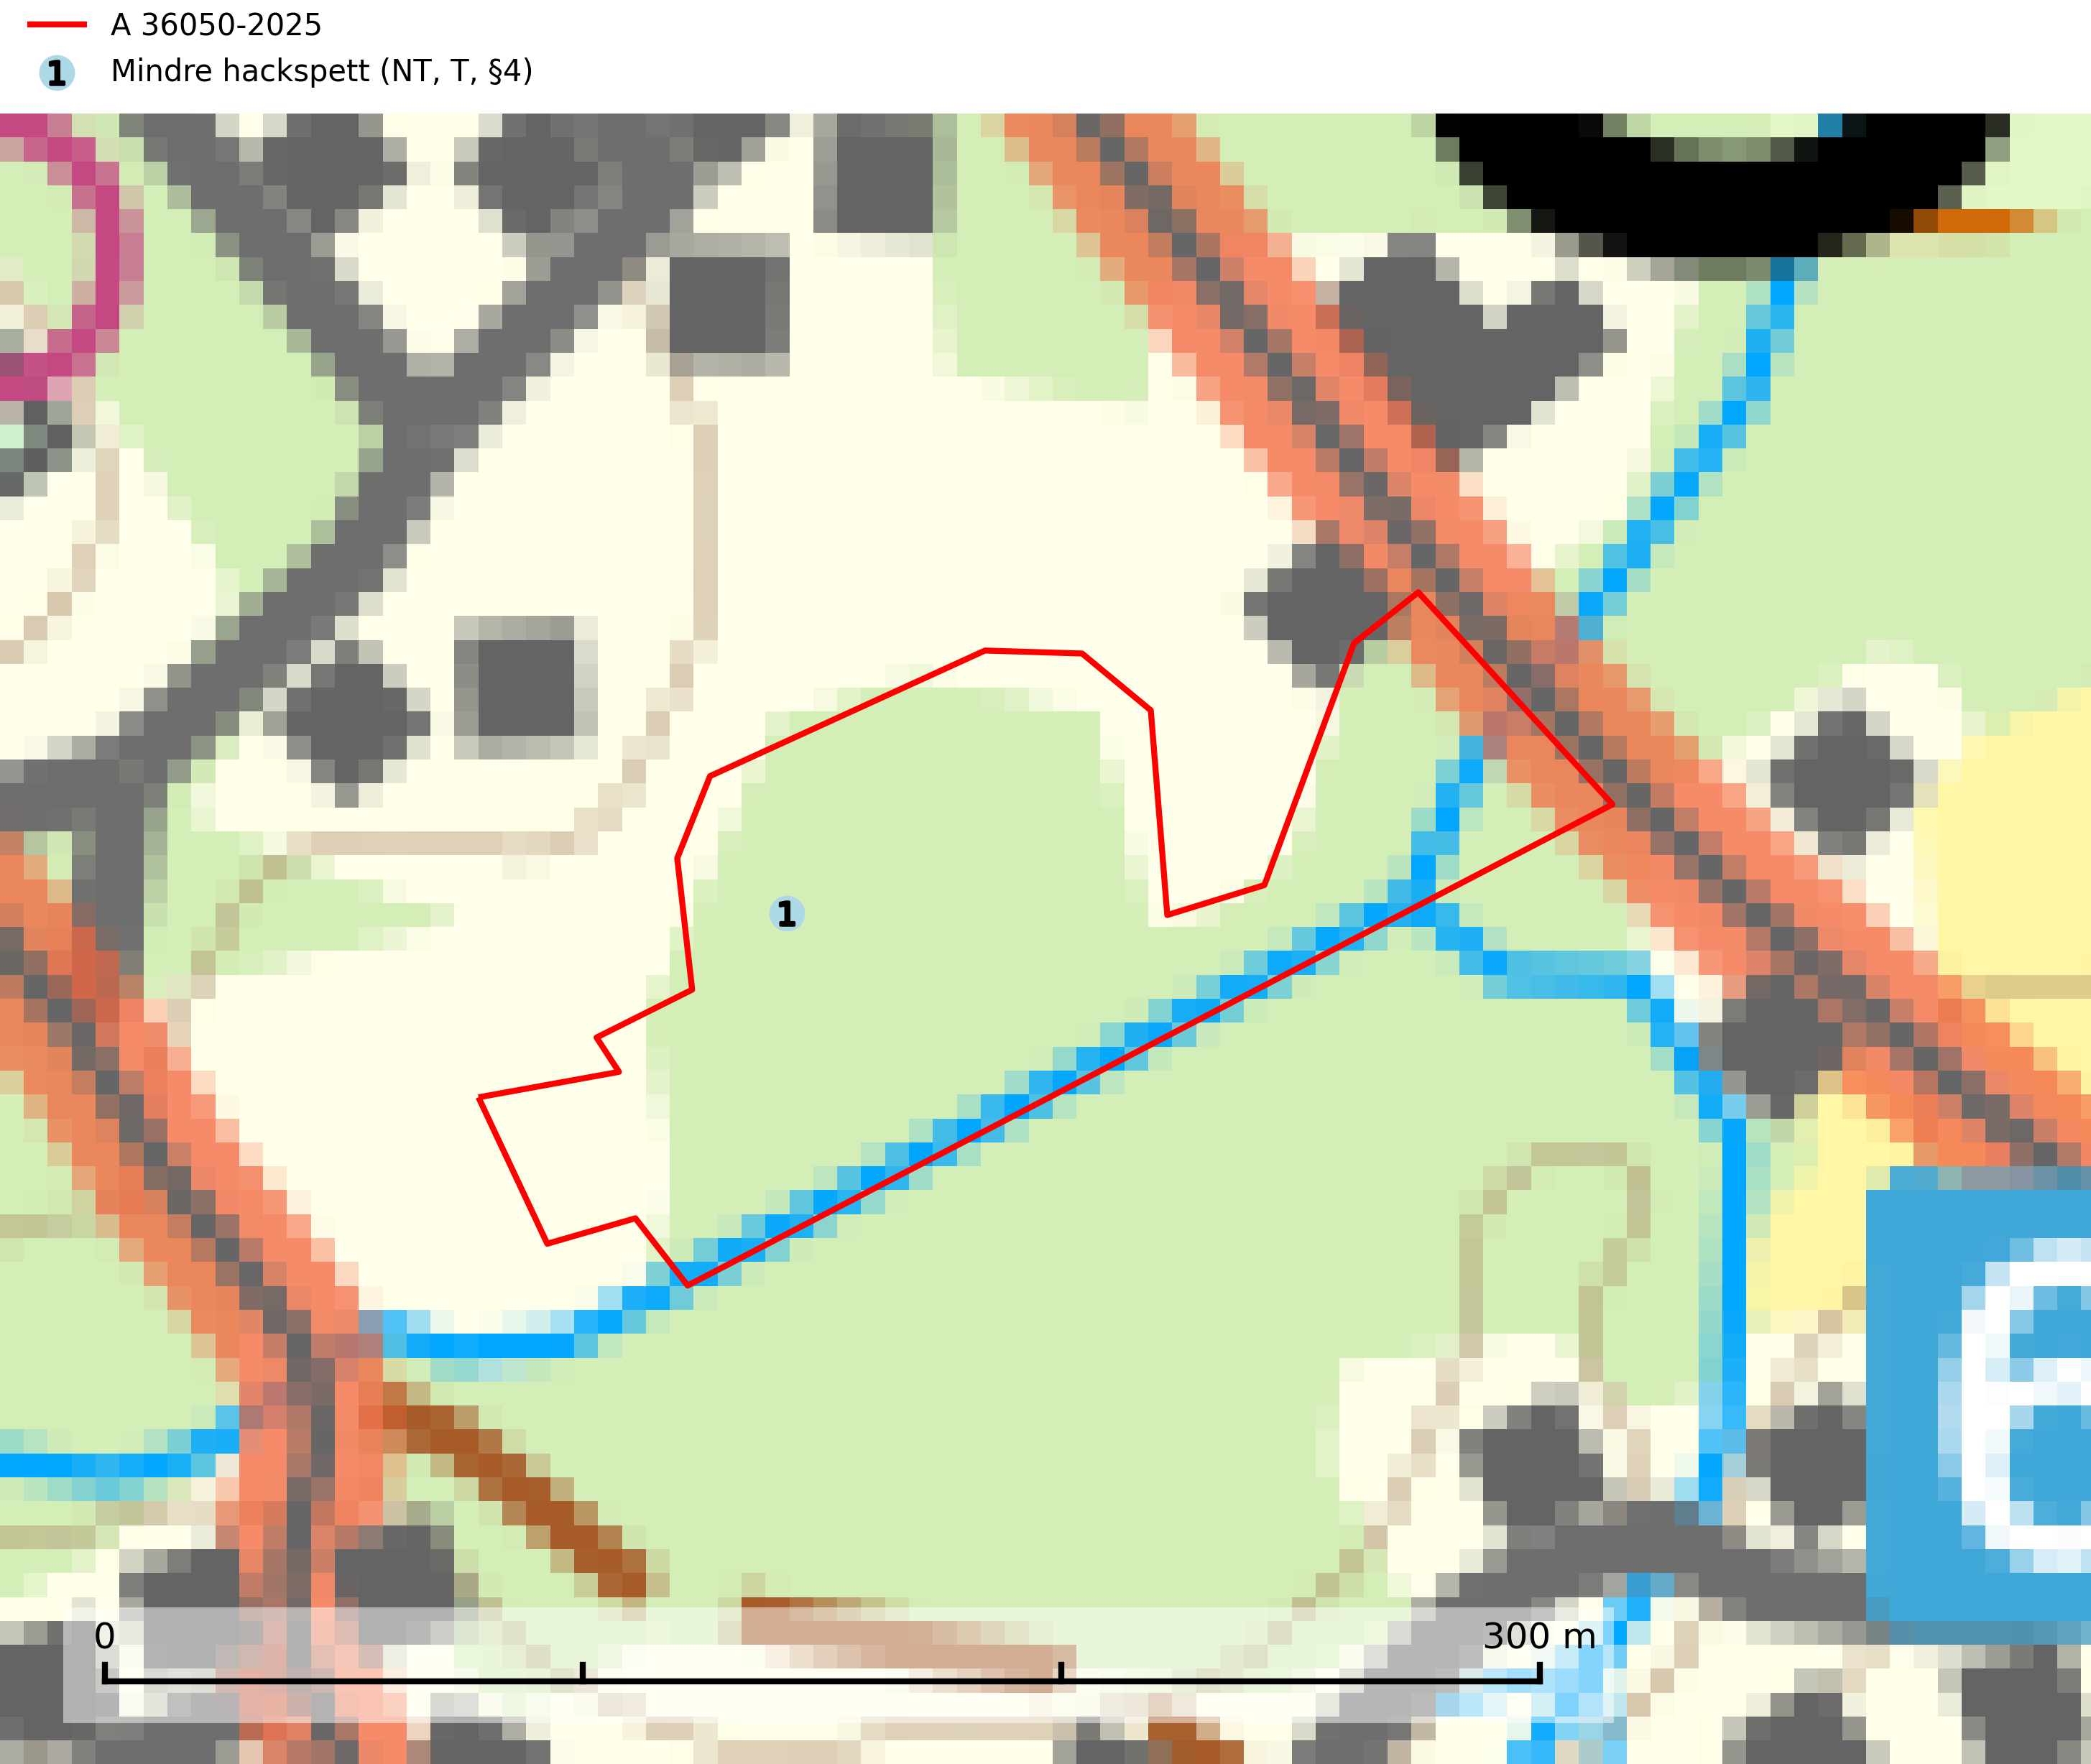 A 36050-2025
1 Mindre hackspett (NT, T, §4)
1
0 300 m